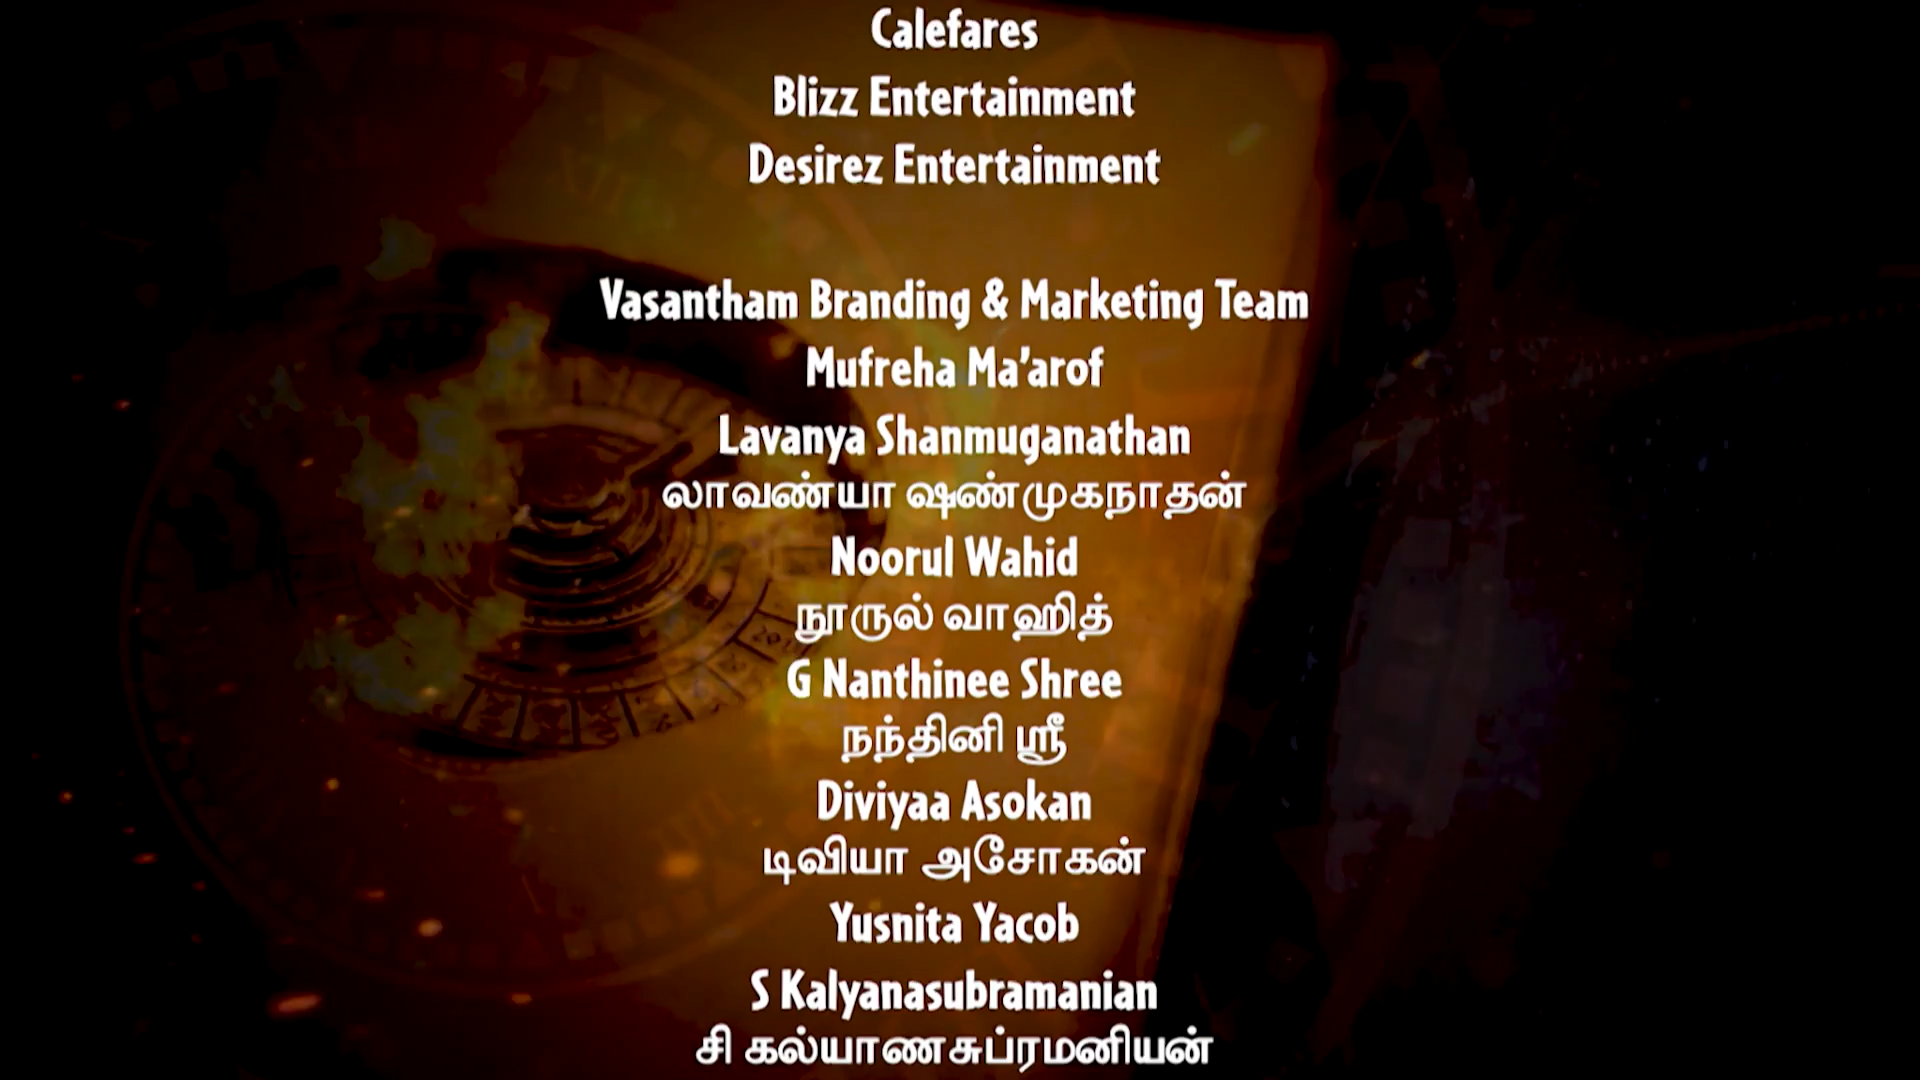 Calefares
Blizz Entertainment
Desirez Entertainment
Vasantham Branding & Marketing Team
Mufreha Ma'arof
Lavanya Shanmuganathan
லாவண்யா ஷண்முகநாதன்
Noorul Wahid
நூருல் வாஹித்
G Nanthinee Shree
நந்தினி ஸ்ரீ
Diviyaa Asokan
டிவியா அசோகன்
Yusnita Yacob
S Kalyanasubramanian
சி கல்யாணசுப்ரமனியன்